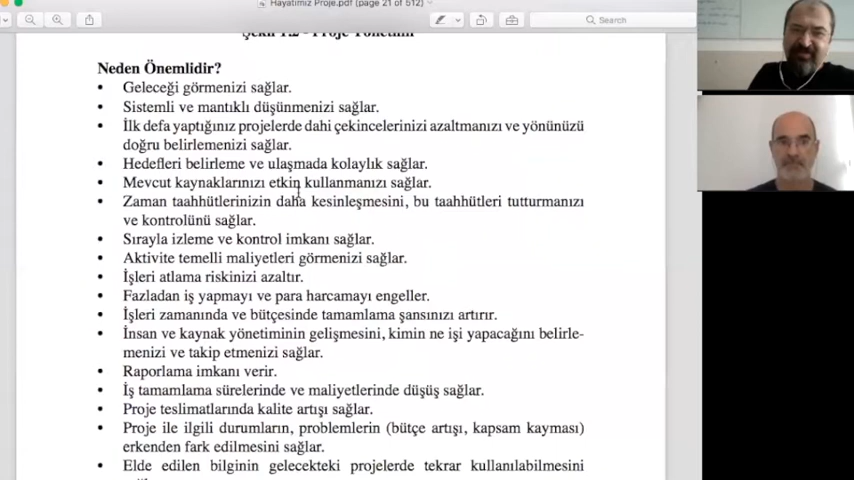 Hayatimiz Proje.pdf (page 21 of 512)
Search
Şekil 1.2 - Proje Yönetimi
Neden Önemlidir?
• Geleceği görmenizi sağlar.
• Sistemli ve mantıklı düşünmenizi sağlar.
• İlk defa yaptığınız projelerde dahi çekincelerinizi azaltmanızı ve yönünüzü
doğru belirlemenizi sağlar.
• Hedefleri belirleme ve ulaşmada kolaylık sağlar.
• Mevcut kaynaklarınızı etkin kullanmanızı sağlar.
• Zaman taahhütlerinizin daha kesinleşmesini, bu taahhütleri tutturmanızı
ve kontrolünü sağlar.
• Sırayla izleme ve kontrol imkanı sağlar.
• Aktivite temelli maliyetleri görmenizi sağlar.
• İşleri atlama riskinizi azaltır.
• Fazladan iş yapmayı ve para harcamayı engeller.
• İşleri zamanında ve bütçesinde tamamlama şansınızı artırır.
• İnsan ve kaynak yönetiminin gelişmesini, kimin ne işi yapacağını belirle-
menizi ve takip etmenizi sağlar.
• Raporlama imkanı verir.
• İş tamamlama sürelerinde ve maliyetlerinde düşüş sağlar.
• Proje teslimatlarında kalite artışı sağlar.
• Proje ile ilgili durumların, problemlerin (bütçe artışı, kapsam kayması)
erkenden fark edilmesini sağlar.
• Elde edilen bilginin gelecekteki projelerde tekrar kullanılabilmesini